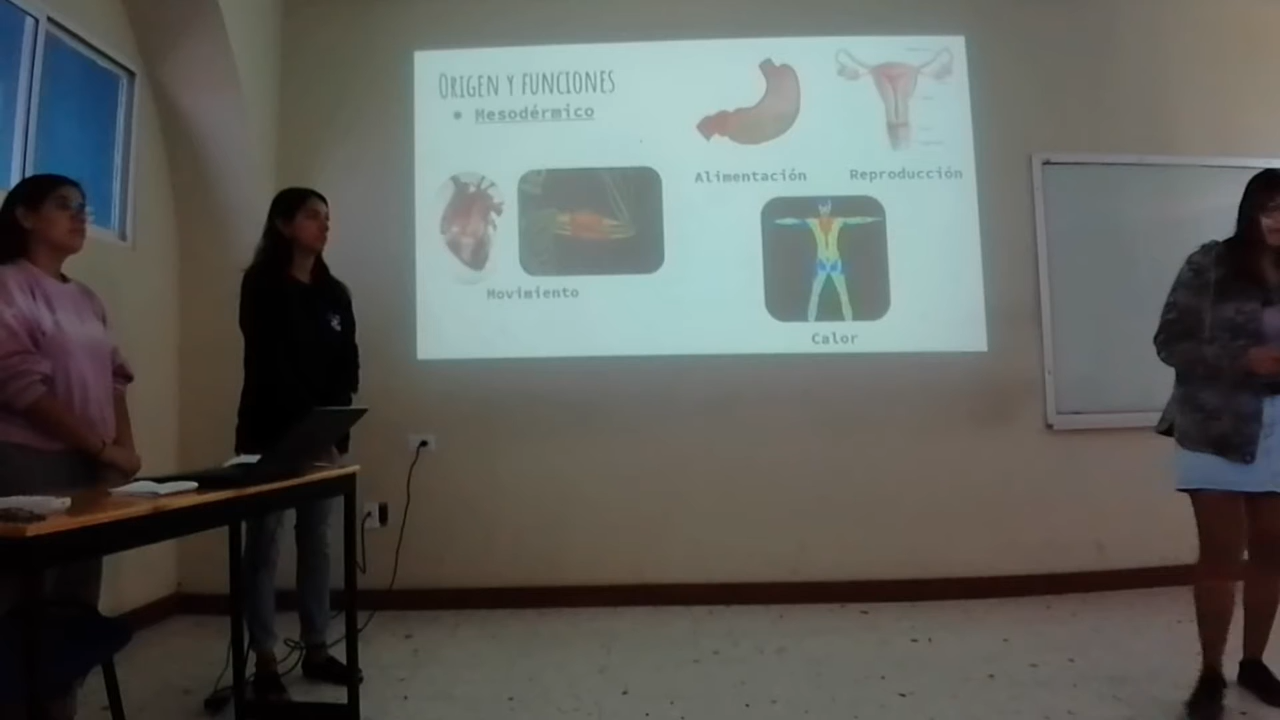 ORIGEN Y FUNCIONES
● Mesodérmico
Alimentación
Reproducción
Movimiento
Calor